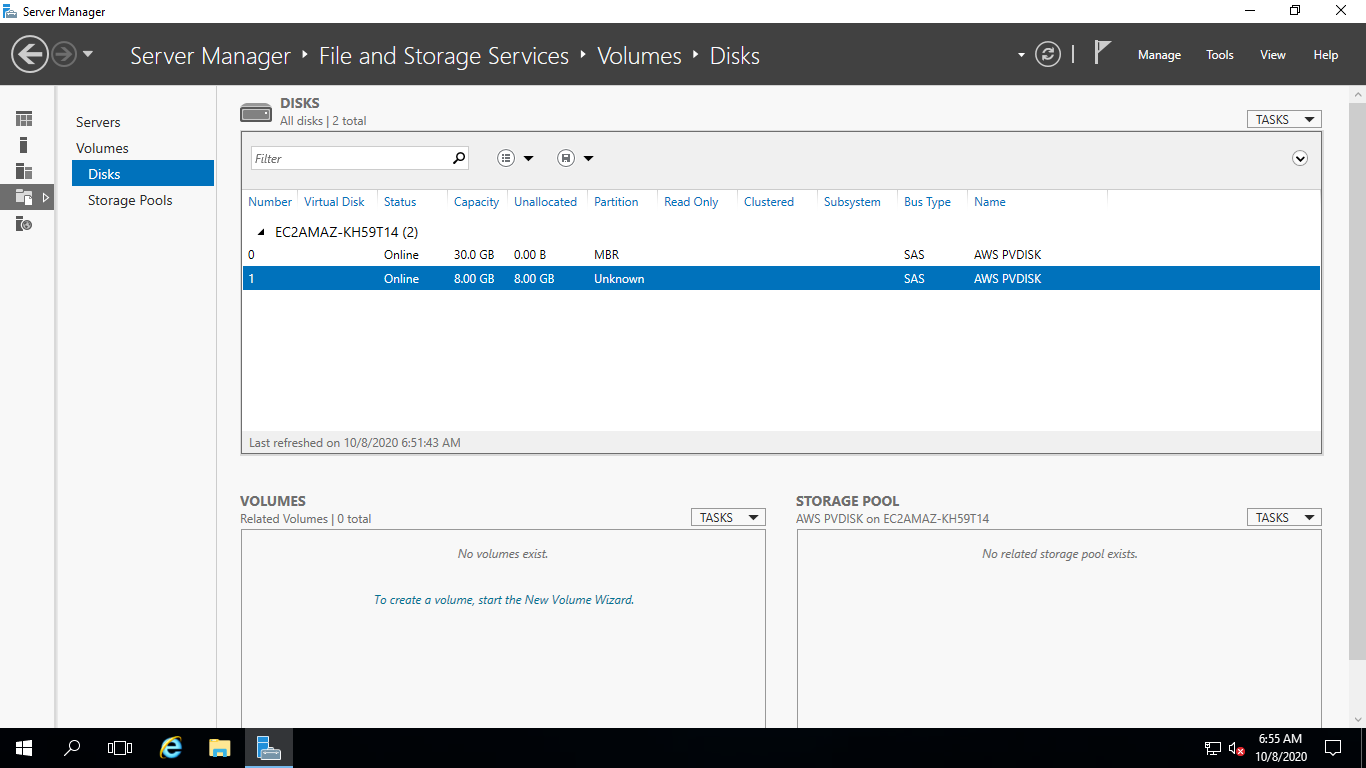 Server Manager
Server Manager ‣ File and Storage Services ‣ Volumes ‣ Disks
Manage Tools View Help
Servers
Volumes
Disks
Storage Pools
DISKS
All disks | 2 total
TASKS
Filter
Number Virtual Disk Status Capacity Unallocated Partition Read Only Clustered Subsystem Bus Type Name
EC2AMAZ-KH59T14 (2)
0 Online 30.0 GB 0.00 B MBR SAS AWS PVDISK
1 Online 8.00 GB 8.00 GB Unknown SAS AWS PVDISK
Last refreshed on 10/8/2020 6:51:43 AM
VOLUMES
Related Volumes | 0 total
TASKS
No volumes exist.
To create a volume, start the New Volume Wizard.
STORAGE POOL
AWS PVDISK on EC2AMAZ-KH59T14
TASKS
No related storage pool exists.
6:55 AM
10/8/2020